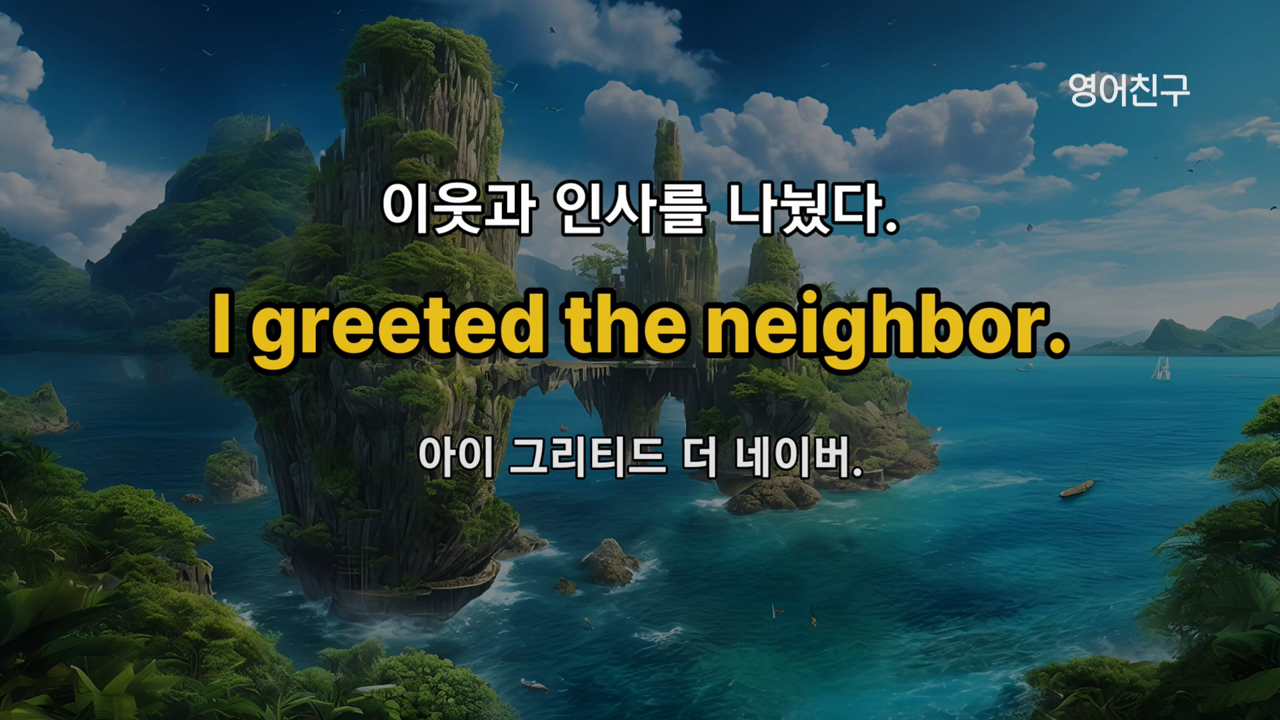 영어친구
이웃과 인사를 나눴다.
I greeted the neighbor.
아이 그리티드 더 네이버.